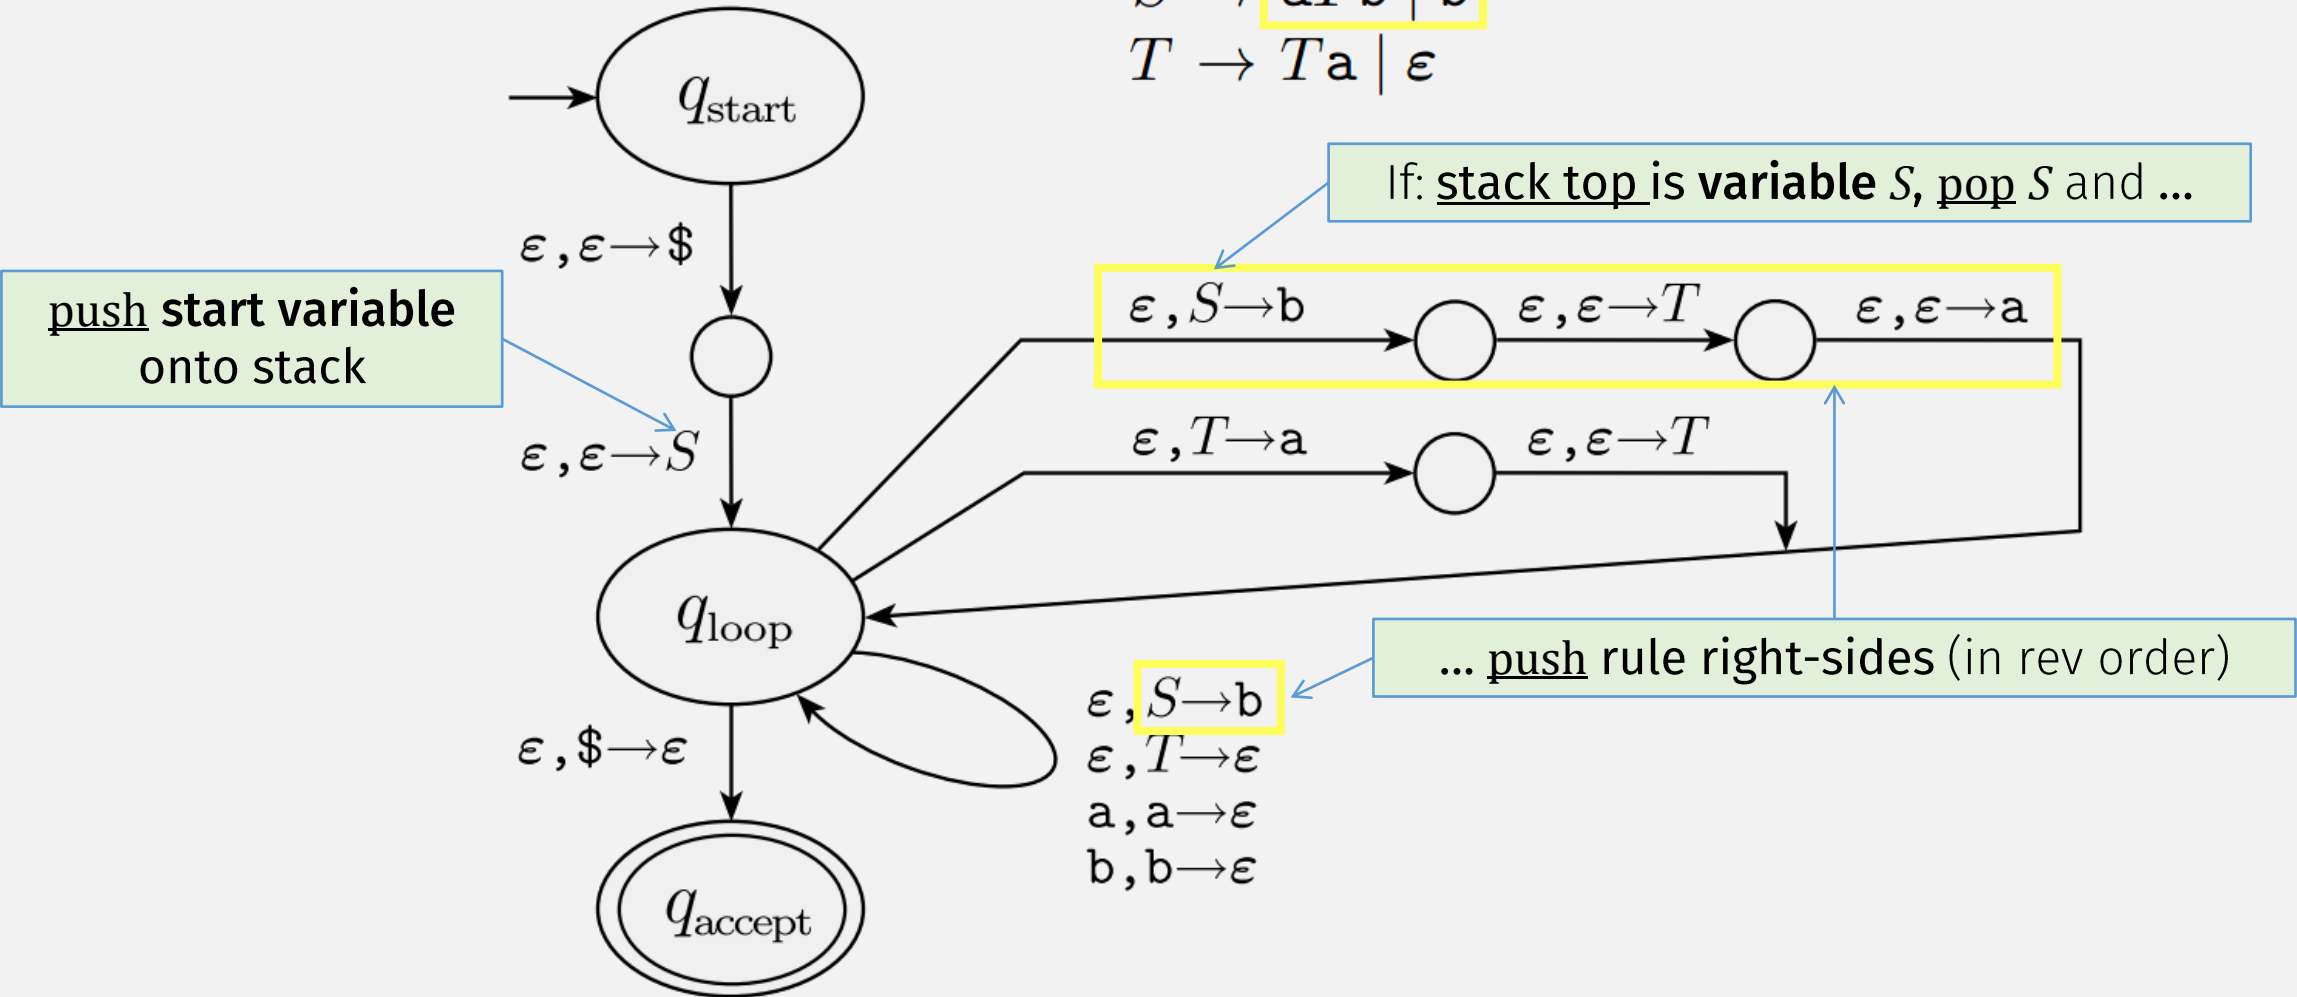 S → aTb | b
T → Ta | ε
q_start
If: stack top is variable S, pop S and ...
ε,ε→$
push start variable
onto stack
ε,S→b
ε,ε→T
ε,ε→a
ε,ε→S
ε,T→a
ε,ε→T
q_loop
... push rule right-sides (in rev order)
ε,S→b
ε,$→ε
ε,T→ε
a,a→ε
b,b→ε
q_accept